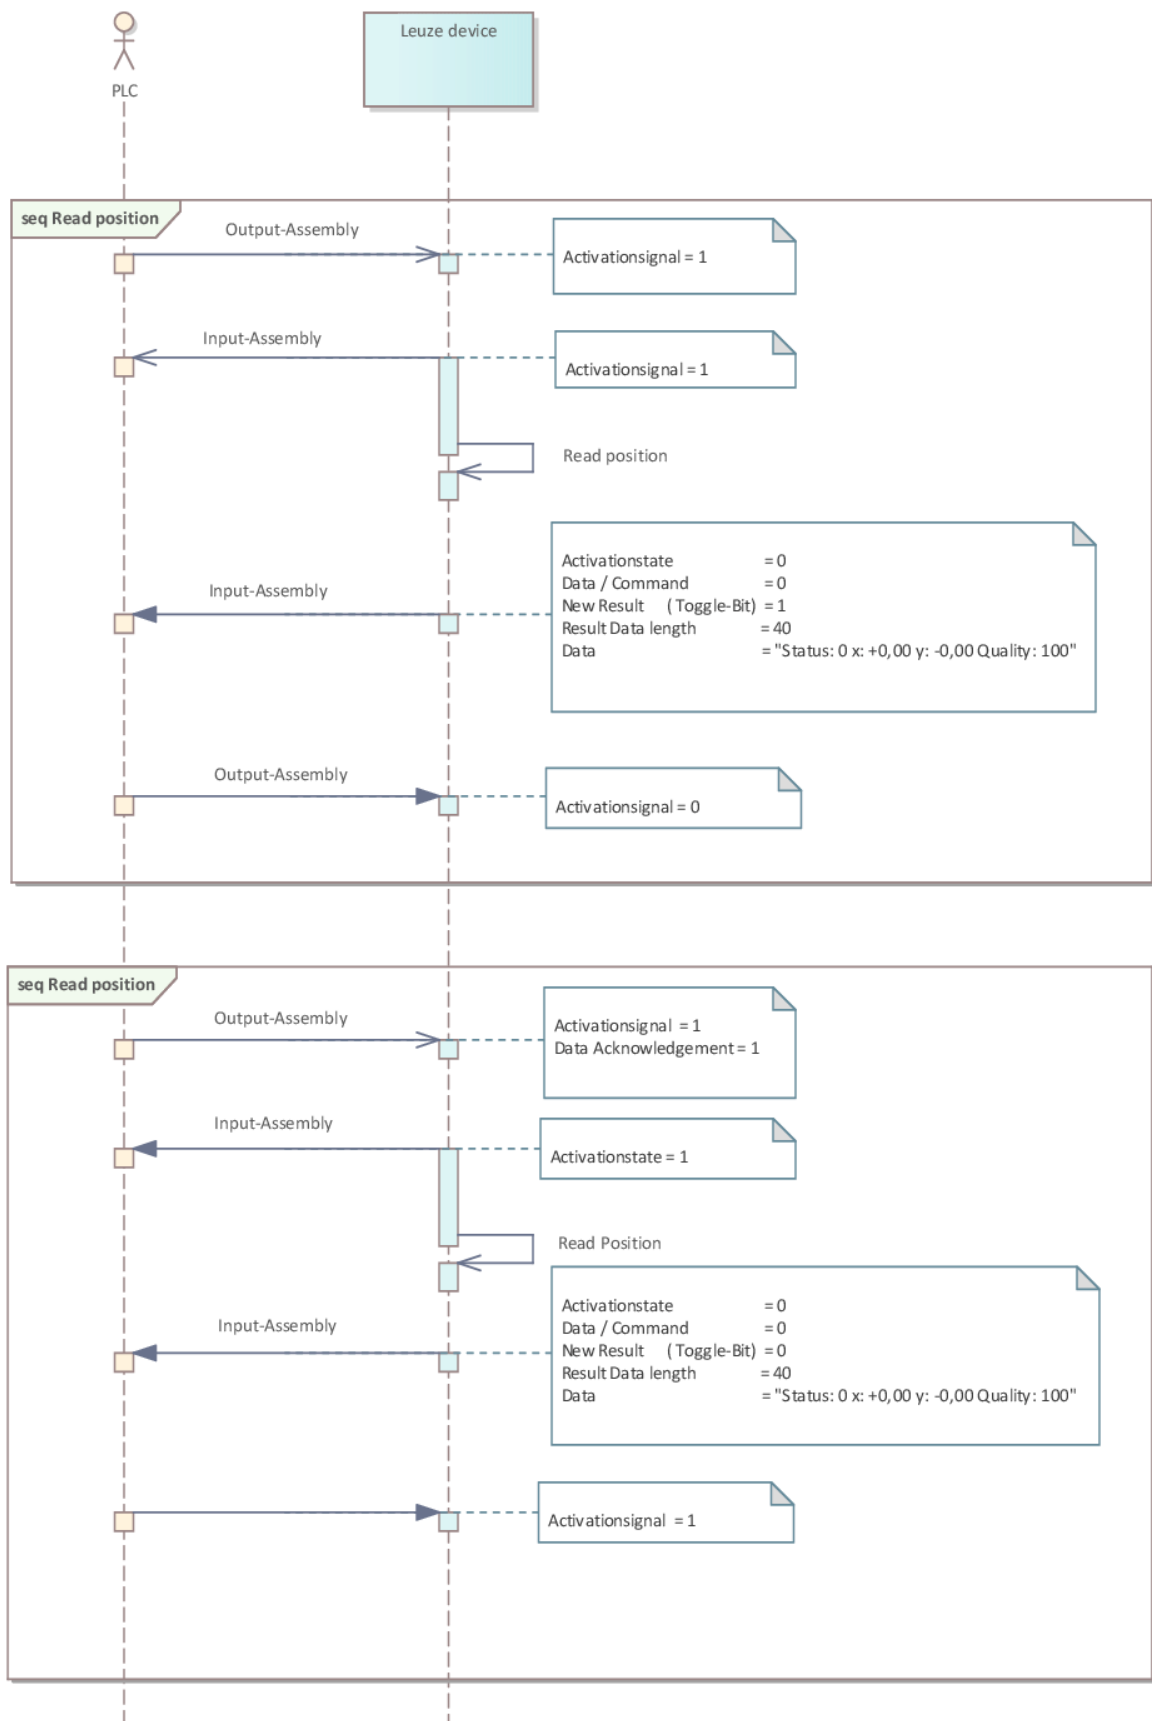 Leuze device
PLC
seq Read position
Output-Assembly
Activationsignal = 1
Input-Assembly
Activationsignal = 1
Read position
Activationstate = 0
Data / Command = 0
New Result (Toggle-Bit) = 1
Result Data length = 40
Input-Assembly
Data = "Status: 0 x: +0,00 y: -0,00 Quality: 100"
Output-Assembly
Activationsignal = 0
seq Read position
Output-Assembly
Activationsignal = 1
Data Acknowledgement = 1
Input-Assembly
Activationstate = 1
Read Position
Activationstate = 0
Data / Command = 0
Input-Assembly
New Result (Toggle-Bit) = 0
Result Data length = 40
Data = "Status: 0 x: +0,00 y: -0,00 Quality: 100"
Activationsignal = 1